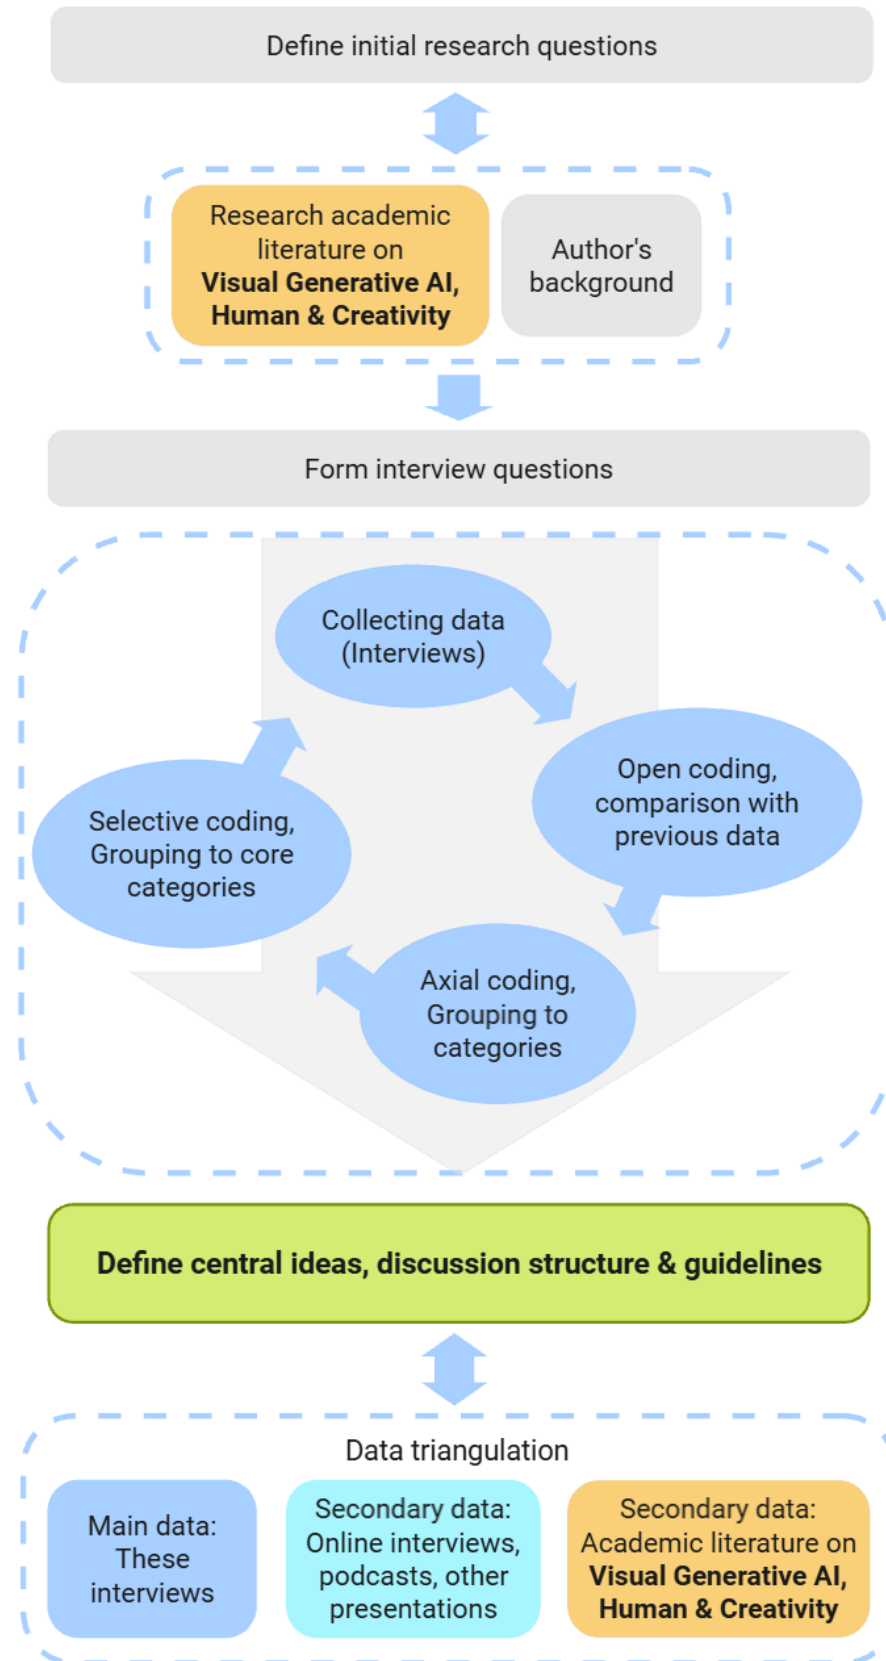 Define initial research questions
Research academic
literature on
Visual Generative AI,
Human & Creativity
Author's
background
Form interview questions
Collecting data
(Interviews)
Open coding,
comparison with
previous data
Axial coding,
Grouping to
categories
Selective coding,
Grouping to core
categories
Define central ideas, discussion structure & guidelines
Data triangulation
Main data:
These
interviews
Secondary data:
Online interviews,
podcasts, other
presentations
Secondary data:
Academic literature on
Visual Generative AI,
Human & Creativity